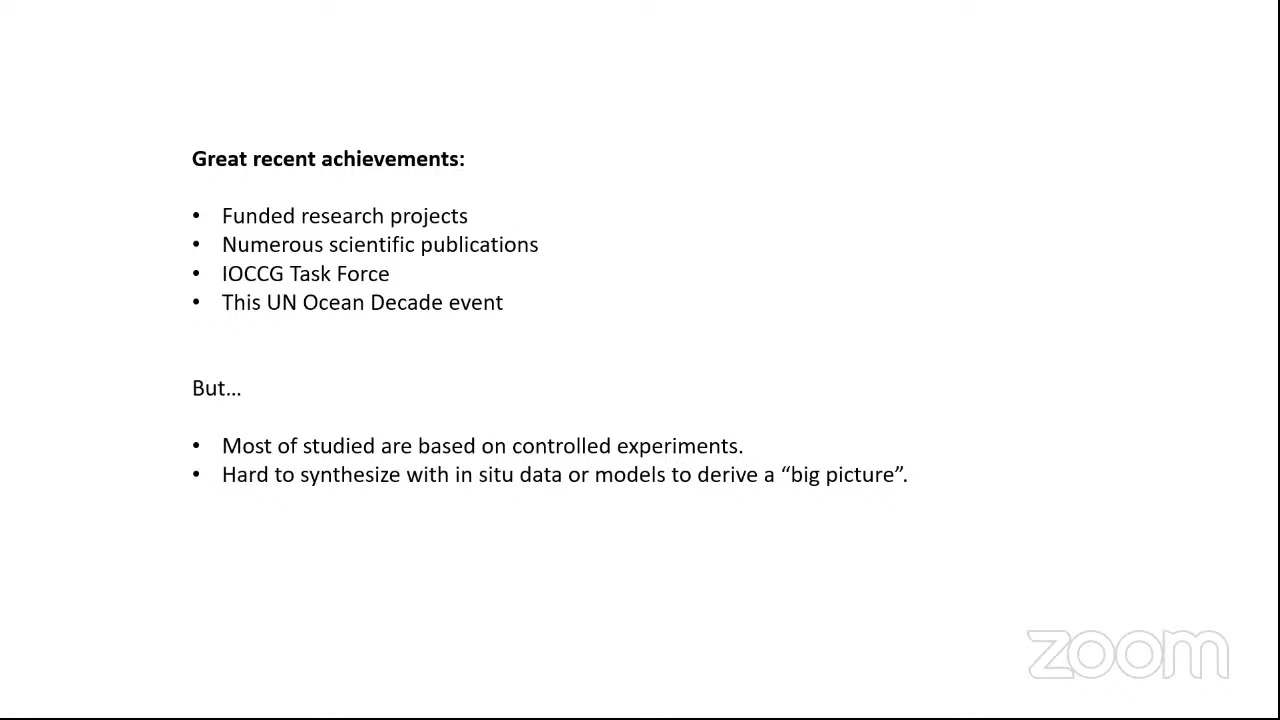 Great recent achievements:
• Funded research projects
• Numerous scientific publications
• IOCCG Task Force
• This UN Ocean Decade event
But...
• Most of studied are based on controlled experiments.
• Hard to synthesize with in situ data or models to derive a “big picture”.
zoom